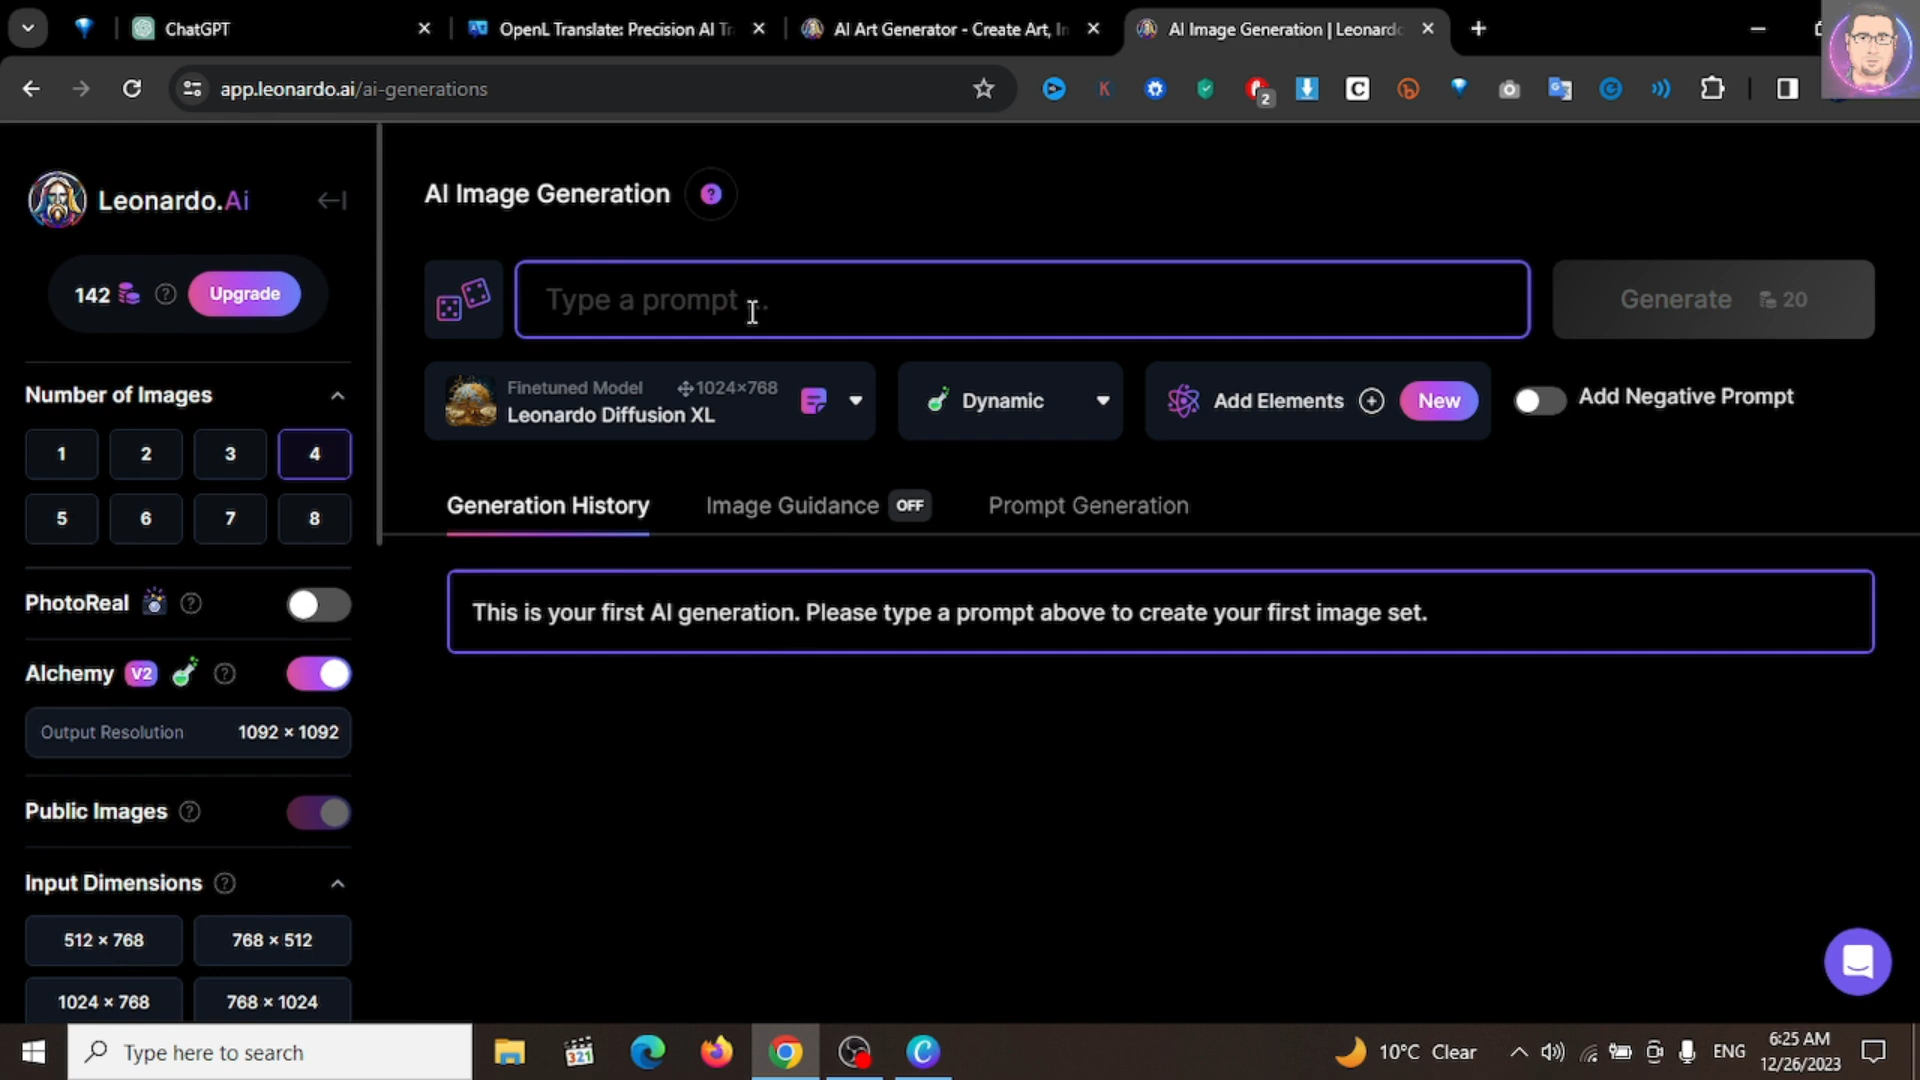 ChatGPT
OpenL Translate: Precision AI Tr
AI Art Generator - Create Art, In
AI Image Generation | Leonardo
app.leonardo.ai/ai-generations
K
2
C
Leonardo.Ai
142
?
Upgrade
AI Image Generation
?
Type a prompt ...
Generate
20
Finetuned Model
1024×768
Leonardo Diffusion XL
Dynamic
Add Elements
New
Add Negative Prompt
Number of Images
1
2
3
4
5
6
7
8
Generation History
Image Guidance
OFF
Prompt Generation
This is your first AI generation. Please type a prompt above to create your first image set.
PhotoReal
?
Alchemy
V2
?
Output Resolution
1092 × 1092
Public Images
?
Input Dimensions
?
512 × 768
768 × 512
1024 × 768
768 × 1024
Type here to search
321
C
10°C Clear
ENG
6:25 AM
12/26/2023